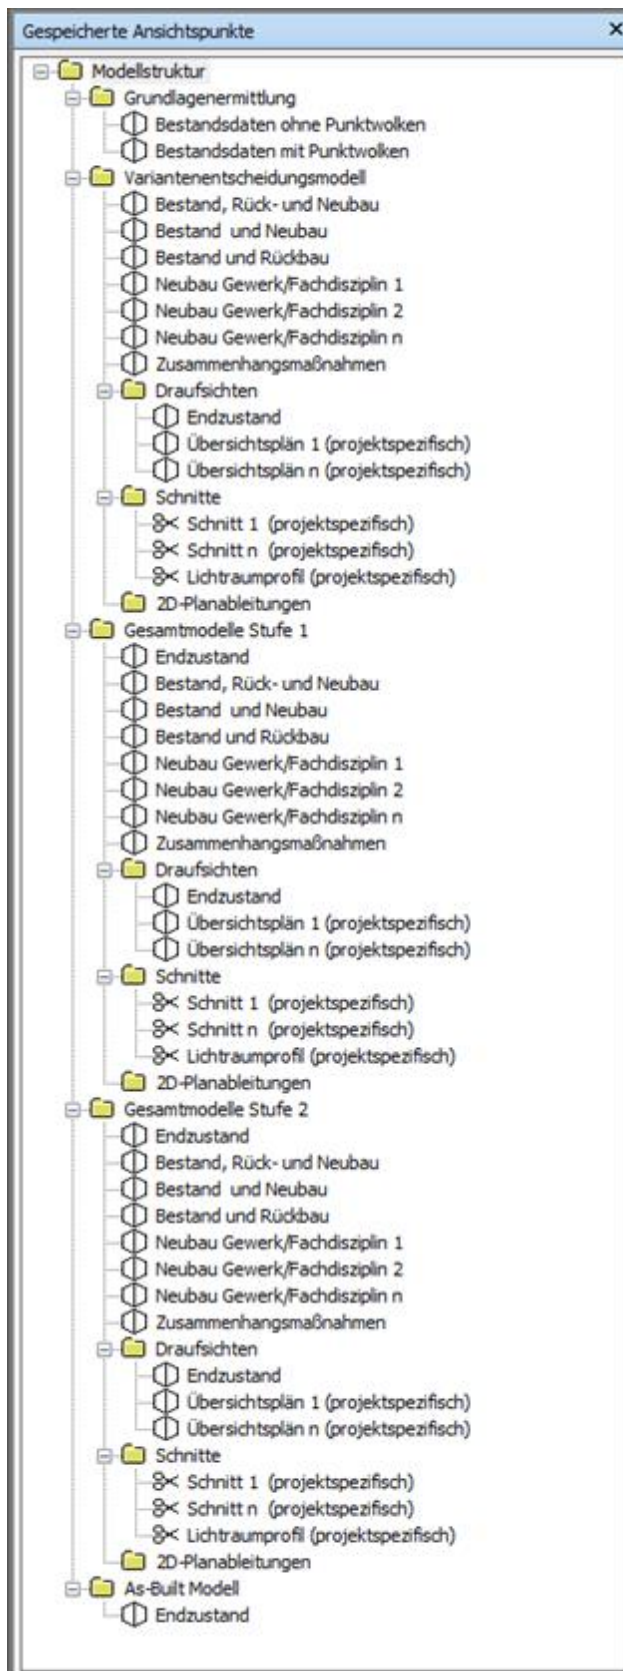 Gespeicherte Ansichtspunkte
Modellstruktur
Grundlagenermittlung
Bestandsdaten ohne Punktwolken
Bestandsdaten mit Punktwolken
Variantenentscheidungsmodell
Bestand, Rück- und Neubau
Bestand und Neubau
Bestand und Rückbau
Neubau Gewerk/Fachdisziplin 1
Neubau Gewerk/Fachdisziplin 2
Neubau Gewerk/Fachdisziplin n
Zusammenhangsmaßnahmen
Draufsichten
Endzustand
Übersichtsplän 1 (projektspezifisch)
Übersichtsplän n (projektspezifisch)
Schnitte
Schnitt 1 (projektspezifisch)
Schnitt n (projektspezifisch)
Lichtraumprofil (projektspezifisch)
2D-Planableitungen
Gesamtmodelle Stufe 1
Endzustand
Bestand, Rück- und Neubau
Bestand und Neubau
Bestand und Rückbau
Neubau Gewerk/Fachdisziplin 1
Neubau Gewerk/Fachdisziplin 2
Neubau Gewerk/Fachdisziplin n
Zusammenhangsmaßnahmen
Draufsichten
Endzustand
Übersichtsplän 1 (projektspezifisch)
Übersichtsplän n (projektspezifisch)
Schnitte
Schnitt 1 (projektspezifisch)
Schnitt n (projektspezifisch)
Lichtraumprofil (projektspezifisch)
2D-Planableitungen
Gesamtmodelle Stufe 2
Endzustand
Bestand, Rück- und Neubau
Bestand und Neubau
Bestand und Rückbau
Neubau Gewerk/Fachdisziplin 1
Neubau Gewerk/Fachdisziplin 2
Neubau Gewerk/Fachdisziplin n
Zusammenhangsmaßnahmen
Draufsichten
Endzustand
Übersichtsplän 1 (projektspezifisch)
Übersichtsplän n (projektspezifisch)
Schnitte
Schnitt 1 (projektspezifisch)
Schnitt n (projektspezifisch)
Lichtraumprofil (projektspezifisch)
2D-Planableitungen
As-Built Modell
Endzustand